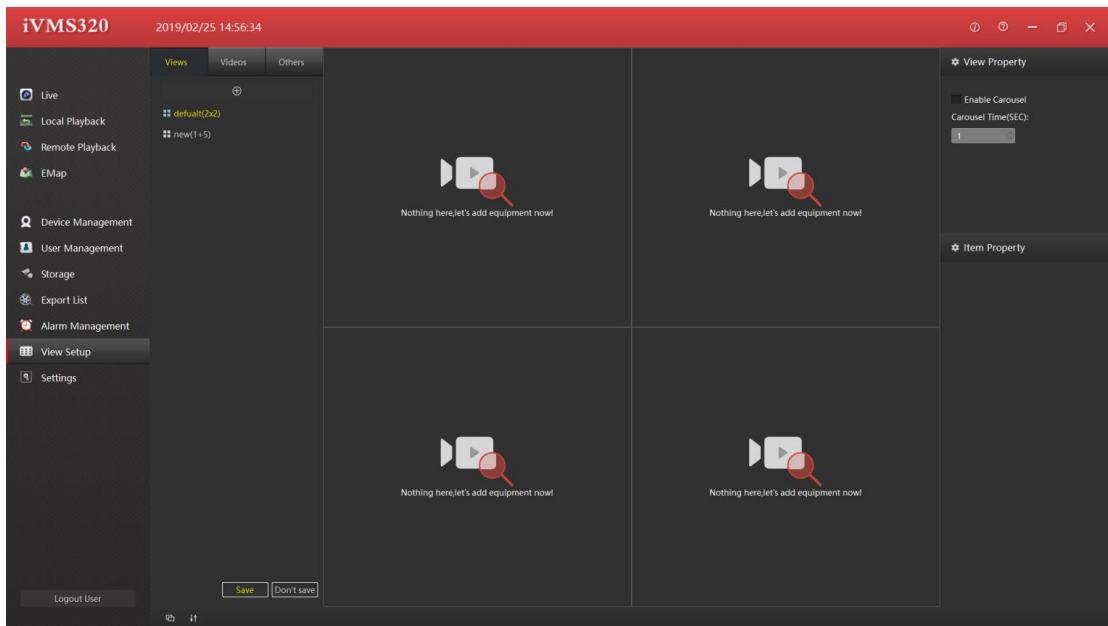 iVMS320
2019/02/25 14:56:34
Live
Local Playback
Remote Playback
EMap
Device Management
User Management
Storage
Export List
Alarm Management
View Setup
Settings
Logout User
Views Videos Others
defualt(2x2)
new(1+5)
Save Don't save
Nothing here,let's add equipment now!
Nothing here,let's add equipment now!
Nothing here,let's add equipment now!
Nothing here,let's add equipment now!
View Property
Enable Carousel
Carousel Time(SEC):
1
Item Property